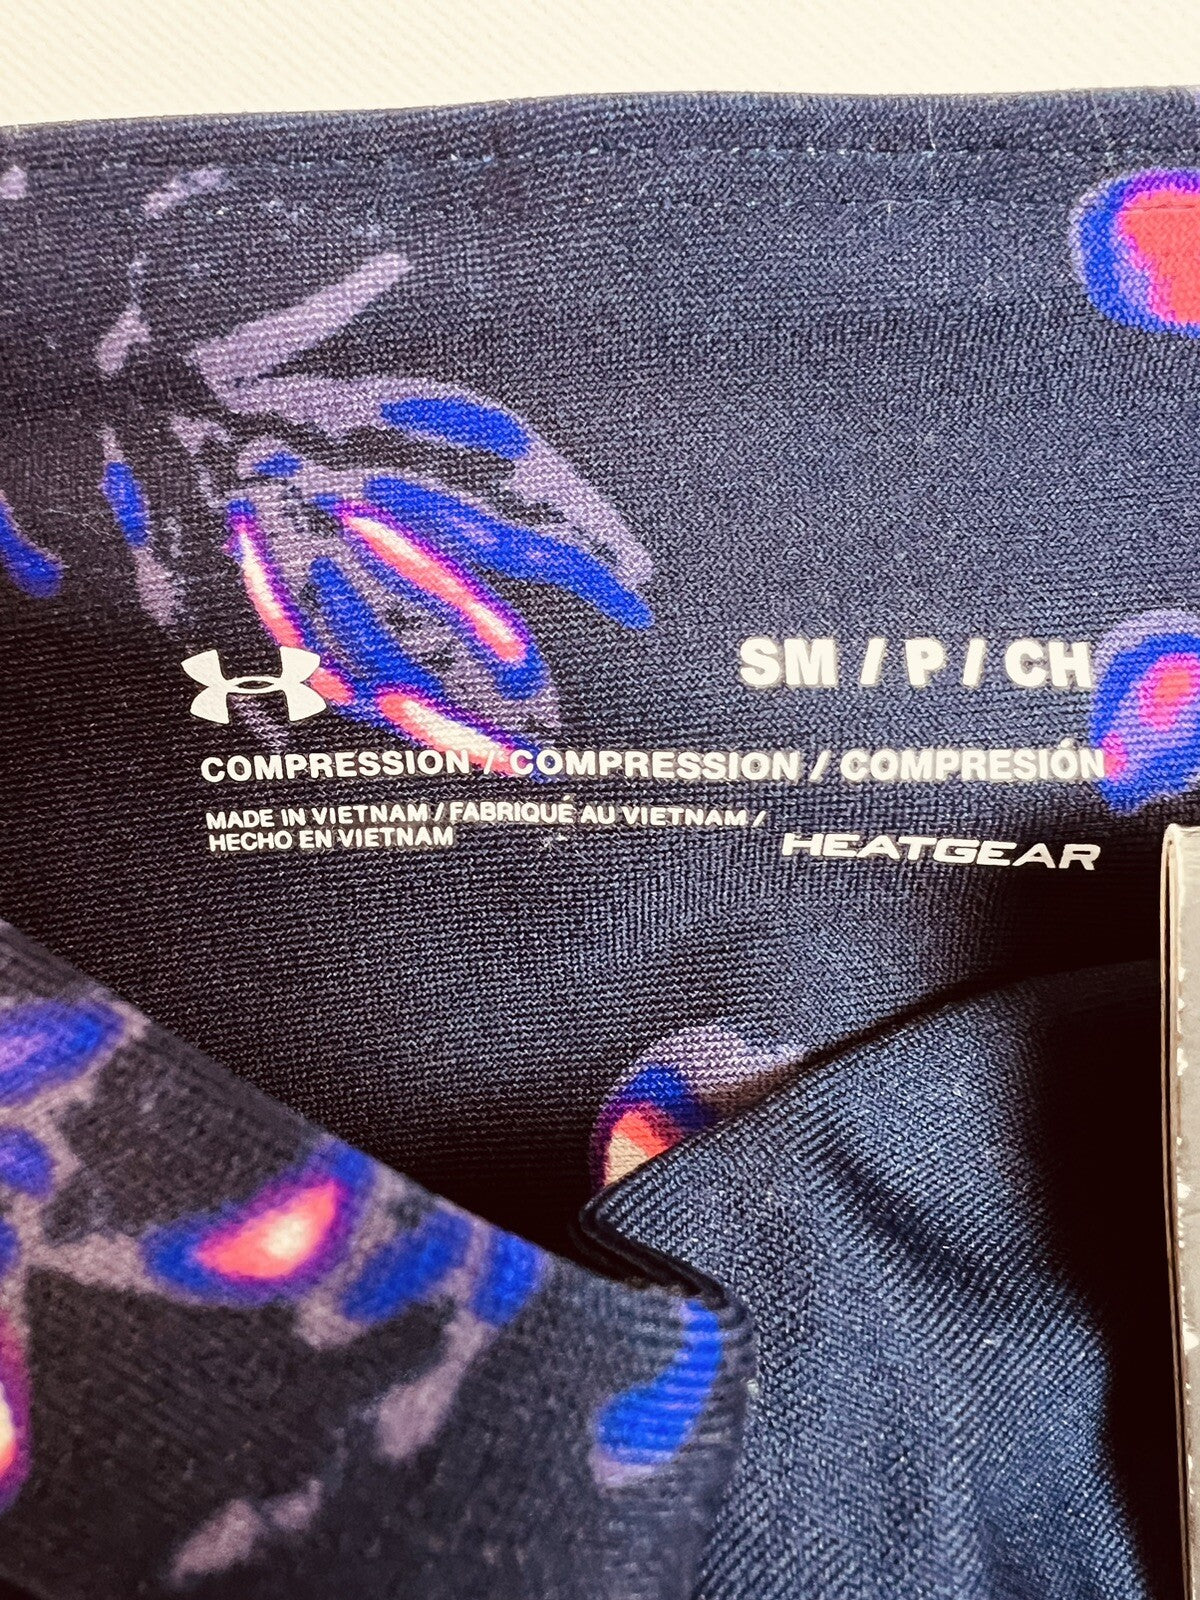 SM / P / CH
COMPRESSION / COMPRESSION / COMPRESIÓN
MADE IN VIETNAM / FABRIQUÉ AU VIETNAM /
HECHO EN VIETNAM
HEATGEAR